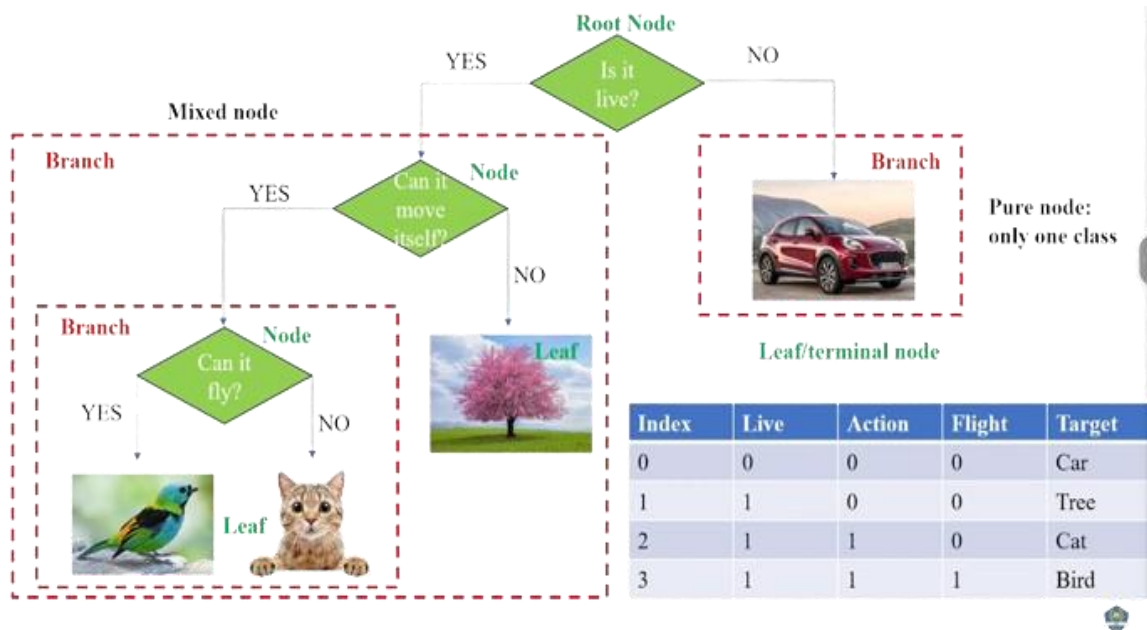 Root Node
YES
NO
Is it
live?
Mixed node
Branch
Node
Branch
YES
Can it
move
itself?
Pure node:
only one class
NO
Branch
Node
Leaf
Leaf/terminal node
Can it
fly?
YES
NO
Leaf
Index Live Action Flight Target
0 0 0 0 Car
1 1 0 0 Tree
2 1 1 0 Cat
3 1 1 1 Bird